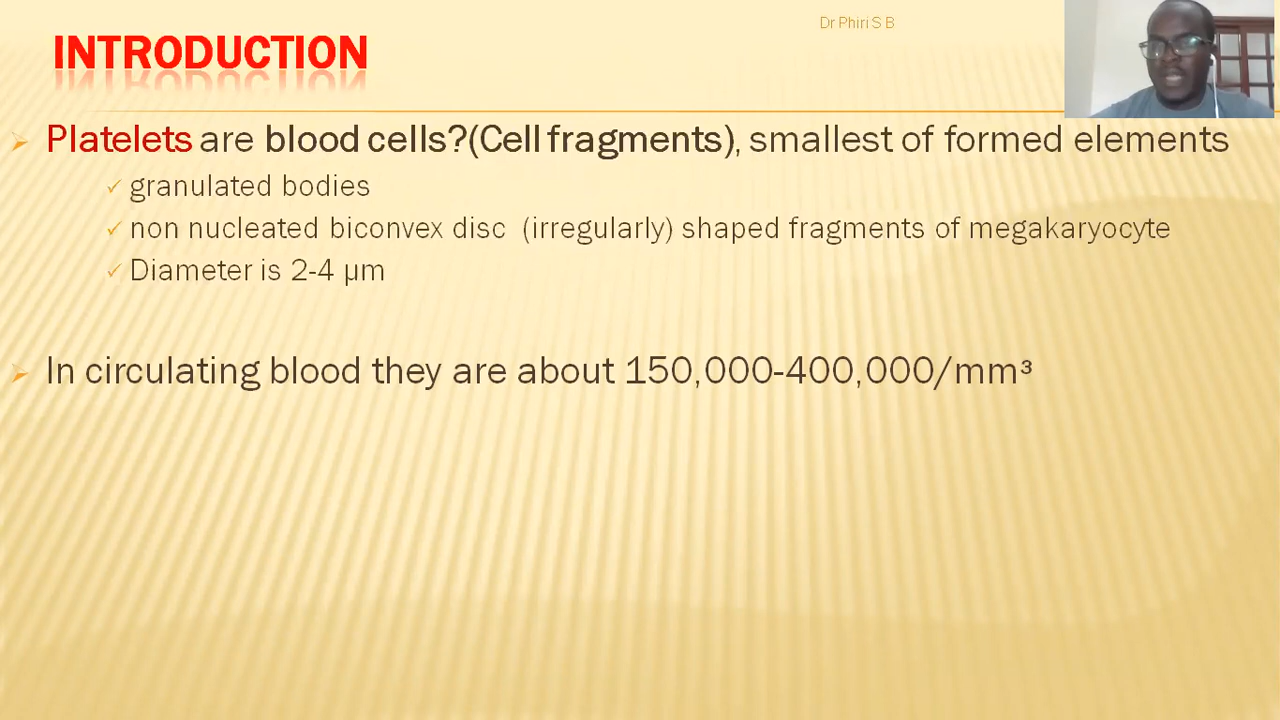 Dr Phiri S B
INTRODUCTION
Platelets are blood cells?(Cell fragments), smallest of formed elements
granulated bodies
non nucleated biconvex disc (irregularly) shaped fragments of megakaryocyte
Diameter is 2-4 µm
In circulating blood they are about 150,000-400,000/mm³